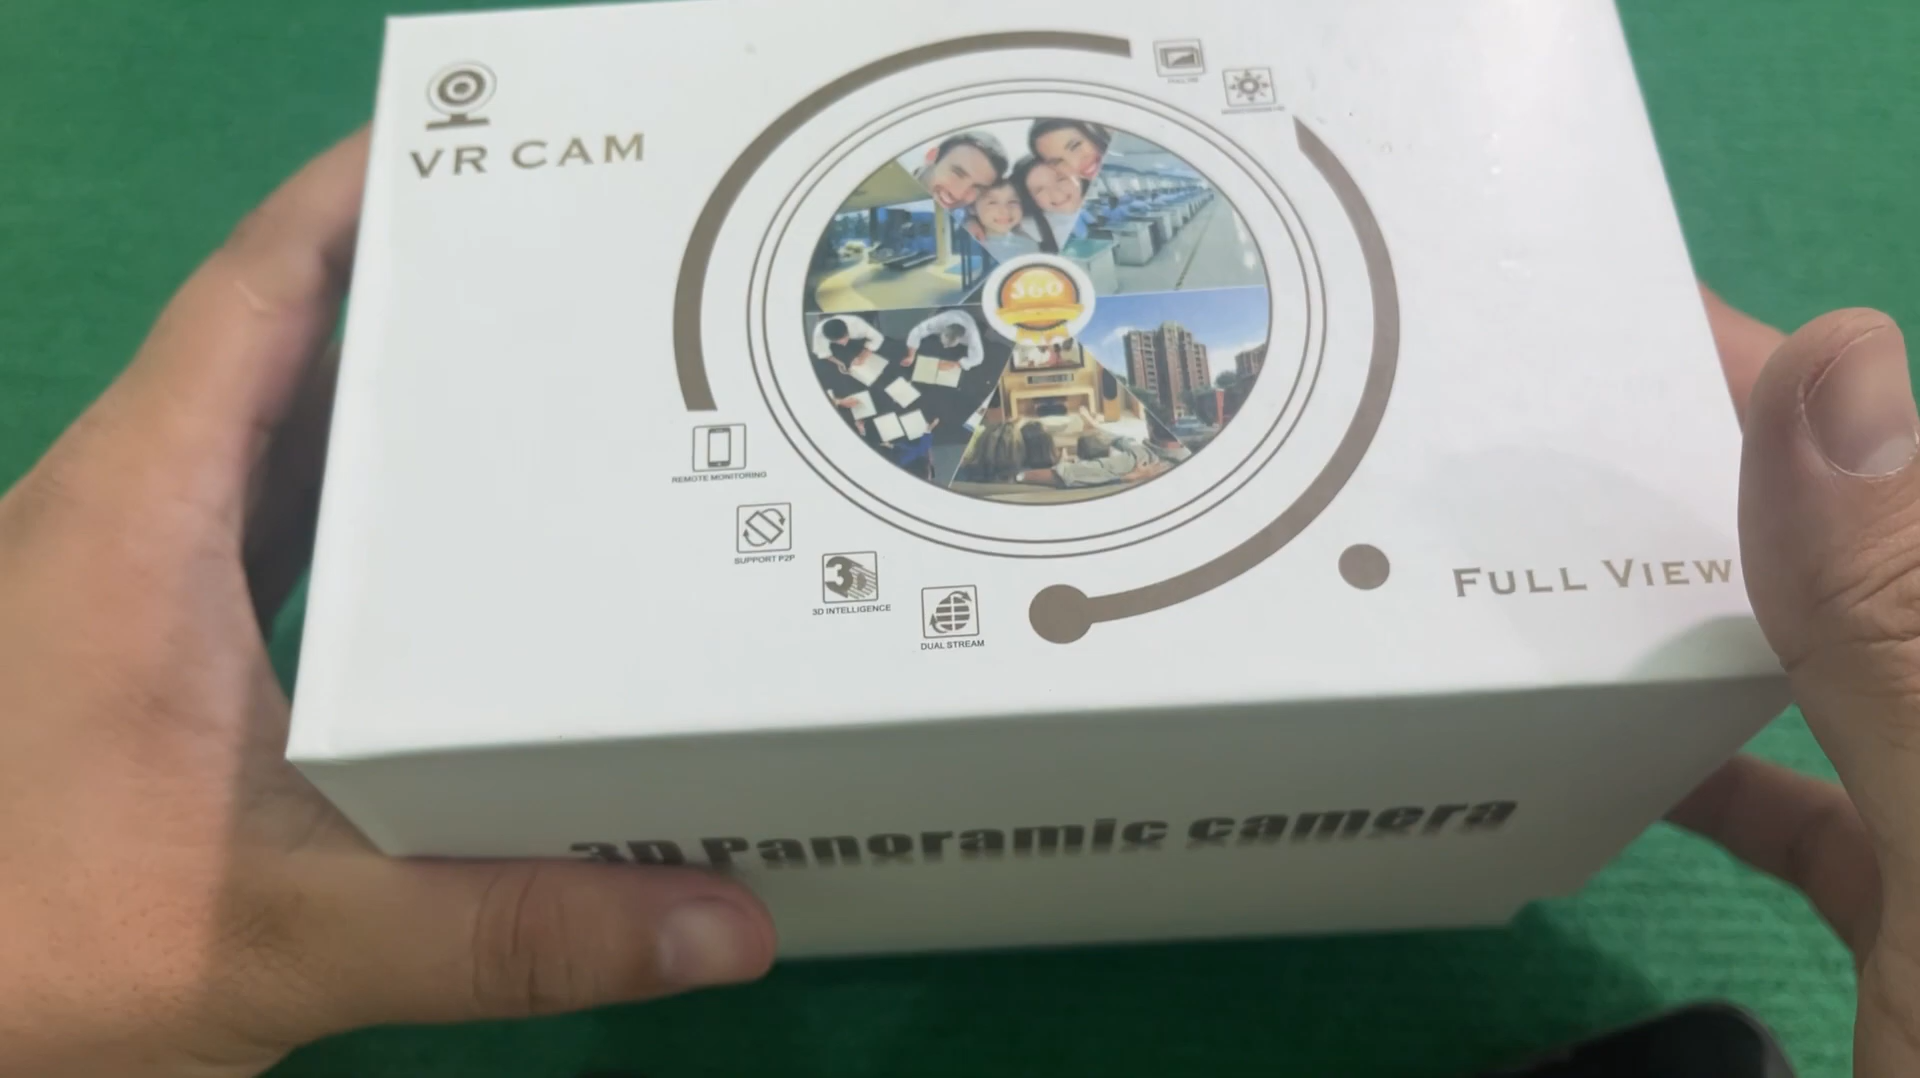 VR CAM
360
REMOTE MONITORING
SUPPORT P2P
3D INTELLIGENCE
DUAL STREAM
FULL VIEW
3D Panoramic camera